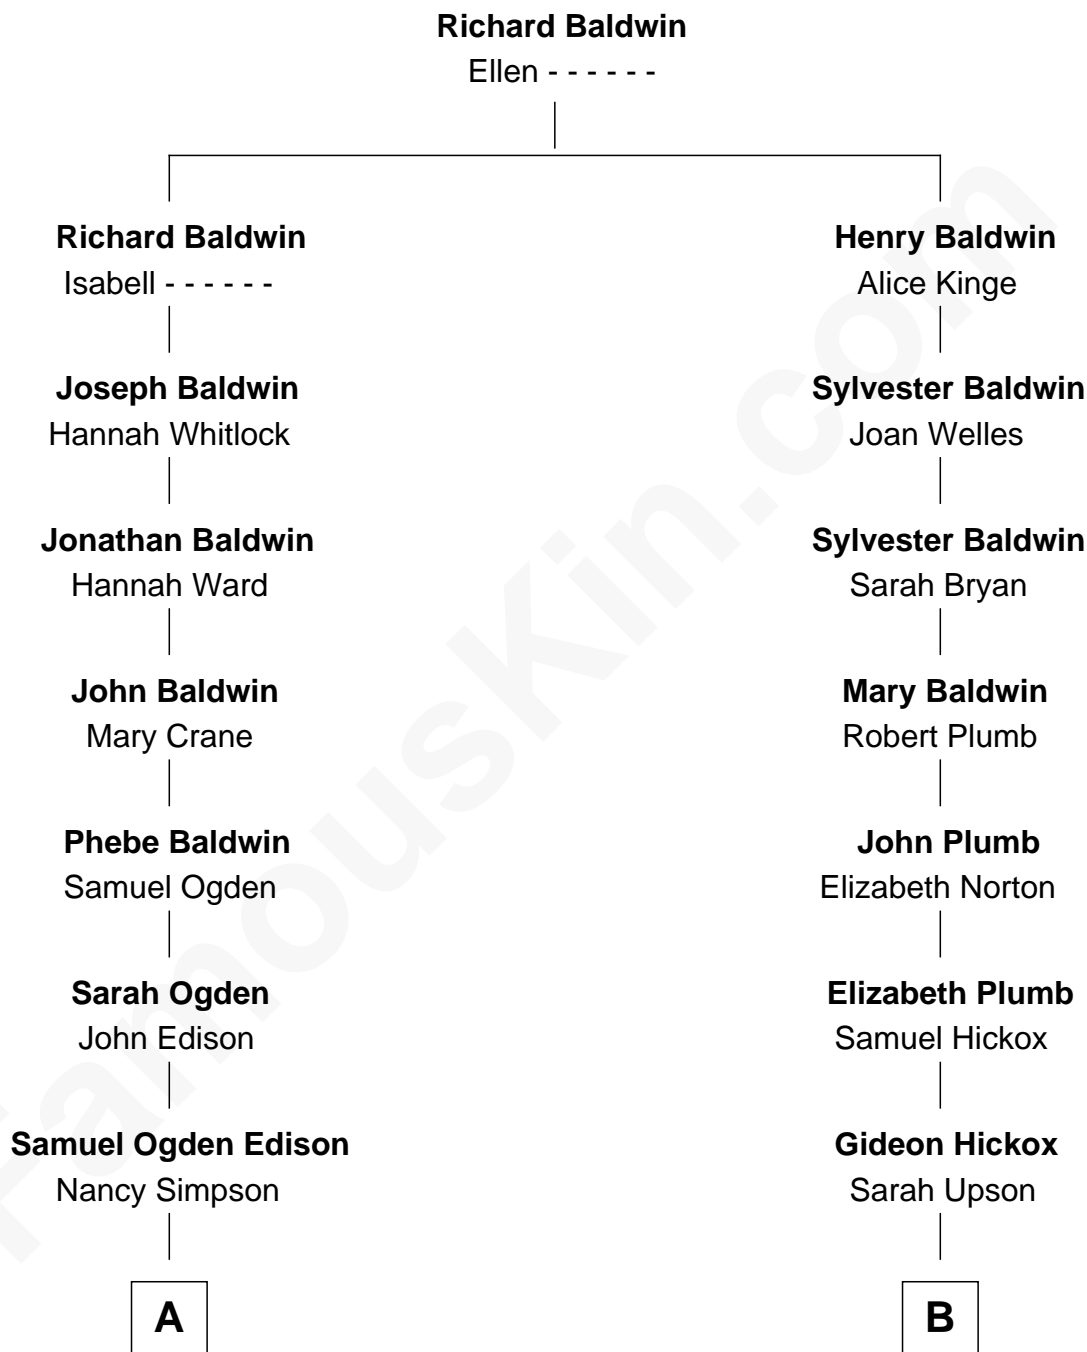 Richard Baldwin
Ellen - - - - - -
Richard Baldwin
Isabell - - - - - -
Joseph Baldwin
Hannah Whitlock
Jonathan Baldwin
Hannah Ward
John Baldwin
Mary Crane
Phebe Baldwin
Samuel Ogden
Sarah Ogden
John Edison
Samuel Ogden Edison
Nancy Simpson
A
Henry Baldwin
Alice Kinge
Sylvester Baldwin
Joan Welles
Sylvester Baldwin
Sarah Bryan
Mary Baldwin
Robert Plumb
John Plumb
Elizabeth Norton
Elizabeth Plumb
Samuel Hickox
Gideon Hickox
Sarah Upson
B
FamousKin.com